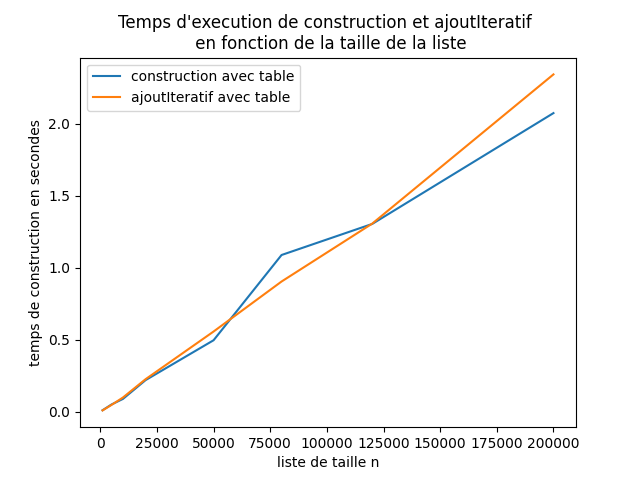 Temps d'execution de construction et ajoutIteratif
en fonction de la taille de la liste
construction avec table
ajoutIteratif avec table
temps de construction en secondes
2.0
1.5
1.0
0.5
0.0
0 25000 50000 75000 100000 125000 150000 175000 200000
liste de taille n